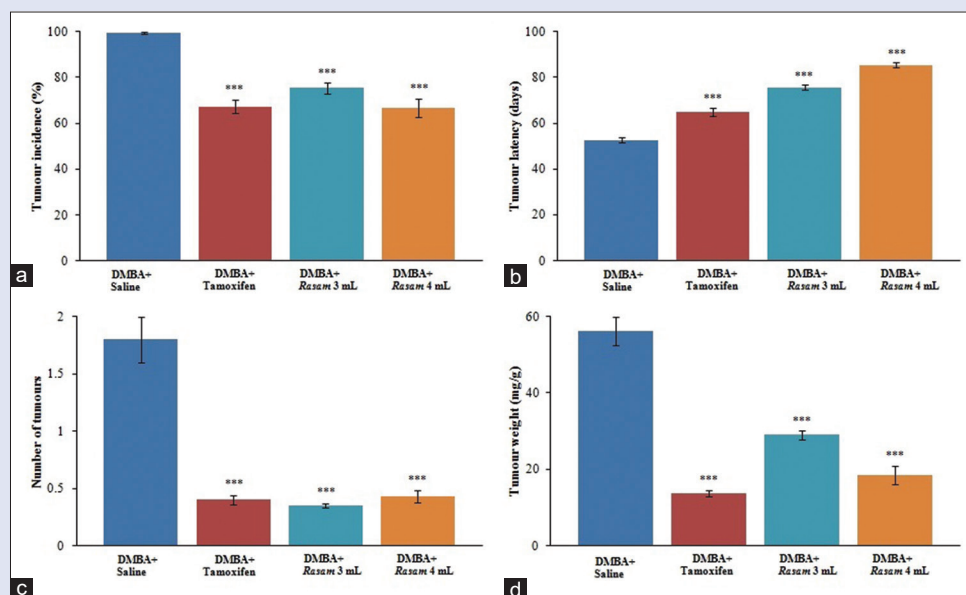 100
80
60
40
20
0
Tumour incidence (%)
***
***
***
DMBA+
Saline
DMBA+
Tamoxifen
DMBA+
Rasam 3 mL
DMBA+
Rasam 4 mL
a
100
80
60
40
20
0
Tumour latency (days)
***
***
***
DMBA+
Saline
DMBA+
Tamoxifen
DMBA+
Rasam 3 mL
DMBA+
Rasam 4 mL
b
2
1.5
1
0.5
0
Number of tumours
***
***
***
DMBA+
Saline
DMBA+
Tamoxifen
DMBA+
Rasam 3 mL
DMBA+
Rasam 4 mL
c
60
40
20
0
Tumour weight (mg/g)
***
***
***
DMBA+
Saline
DMBA+
Tamoxifen
DMBA+
Rasam 3 mL
DMBA+
Rasam 4 mL
d